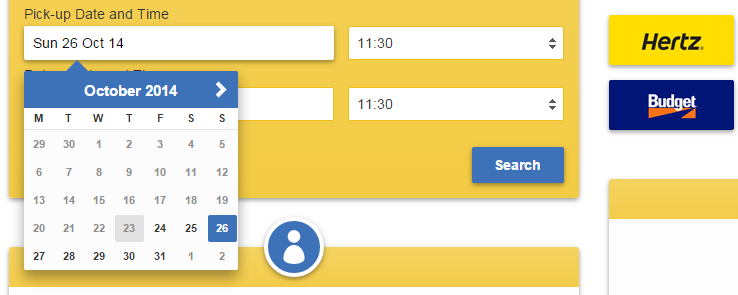 Pick-up Date and Time
Sun 26 Oct 14
11:30
October 2014
M T W T F S S
29 30 1 2 3 4 5
6 7 8 9 10 11 12
13 14 15 16 17 18 19
20 21 22 23 24 25 26
27 28 29 30 31 1 2
11:30
Search
Hertz
Budget